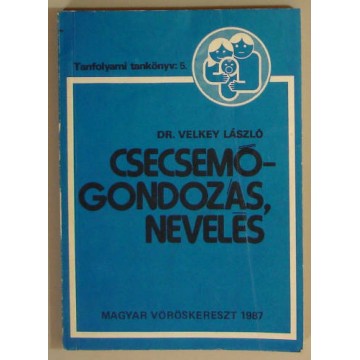 Tanfolyami tankönyv: 5.
DR. VELKEY LÁSZLÓ
CSECSEMŐ-
GONDOZÁS,
NEVELÉS
MAGYAR VÖRÖSKERESZT 1987